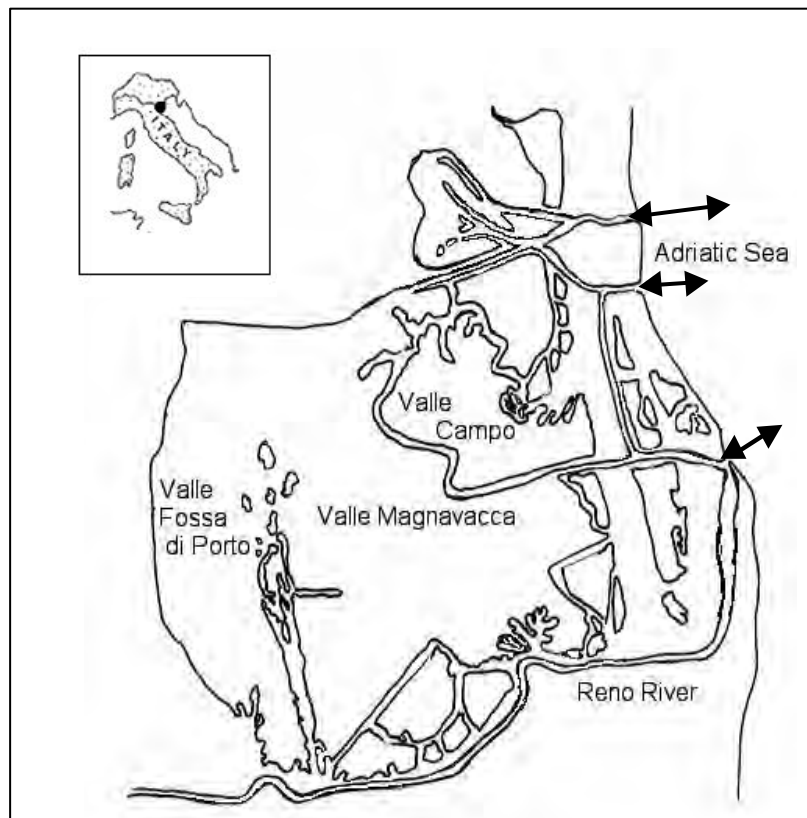 ITALY
Adriatic Sea
Valle
Campo
Valle
Fossa
di Porto
Valle Magnavacca
Reno River